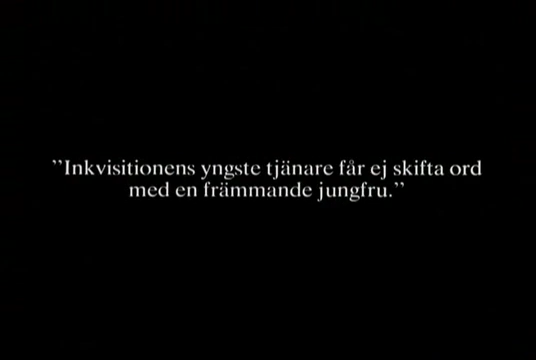 ”Inkvisitionens yngste tjänare får ej skifta ord
med en främmande jungfru.”